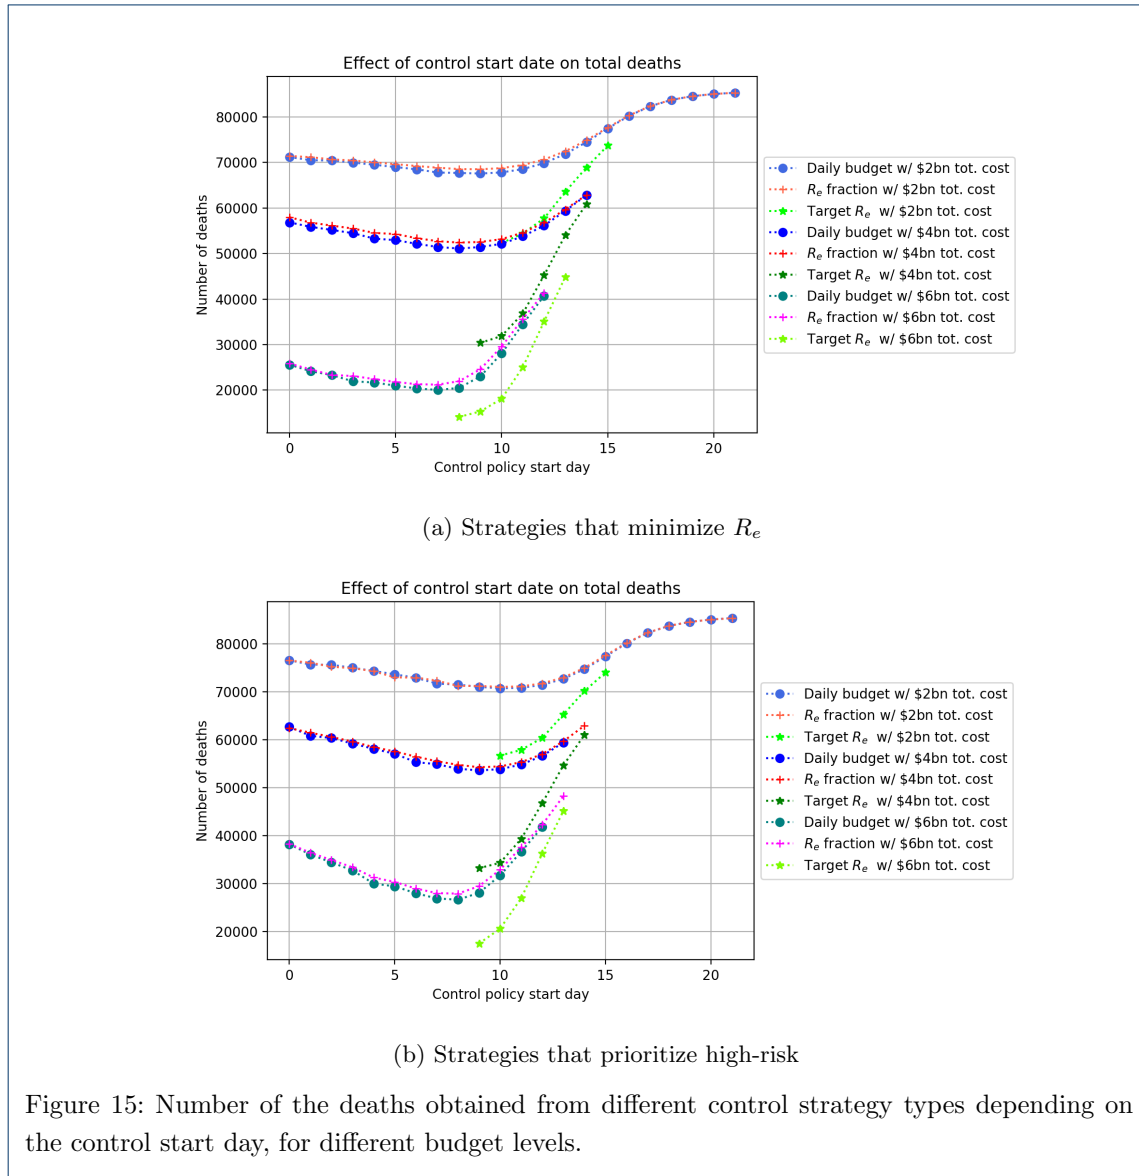 Effect of control start date on total deaths
80000
70000
60000
50000
40000
30000
20000
Number of deaths
0 5 10 15 20
Control policy start day
Daily budget w/ $2bn tot. cost
Re fraction w/ $2bn tot. cost
Target Re w/ $2bn tot. cost
Daily budget w/ $4bn tot. cost
Re fraction w/ $4bn tot. cost
Target Re w/ $4bn tot. cost
Daily budget w/ $6bn tot. cost
Re fraction w/ $6bn tot. cost
Target Re w/ $6bn tot. cost
(a) Strategies that minimize Re
Effect of control start date on total deaths
80000
70000
60000
50000
40000
30000
20000
Number of deaths
0 5 10 15 20
Control policy start day
Daily budget w/ $2bn tot. cost
Re fraction w/ $2bn tot. cost
Target Re w/ $2bn tot. cost
Daily budget w/ $4bn tot. cost
Re fraction w/ $4bn tot. cost
Target Re w/ $4bn tot. cost
Daily budget w/ $6bn tot. cost
Re fraction w/ $6bn tot. cost
Target Re w/ $6bn tot. cost
(b) Strategies that prioritize high-risk
Figure 15: Number of the deaths obtained from different control strategy types depending on
the control start day, for different budget levels.